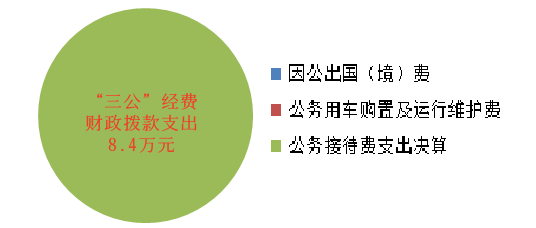 “三公”经费
财政拨款支出
8.4万元
因公出国（境）费
公务用车购置及运行维护费
公务接待费支出决算